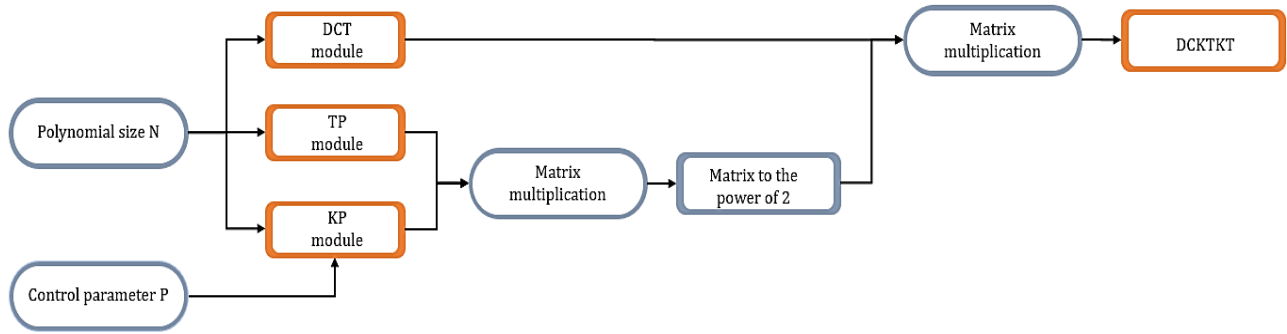 DCT
module
Matrix
multiplication
DCKTKT
Polynomial size N
TP
module
Matrix
multiplication
Matrix to the
power of 2
KP
module
Control parameter P